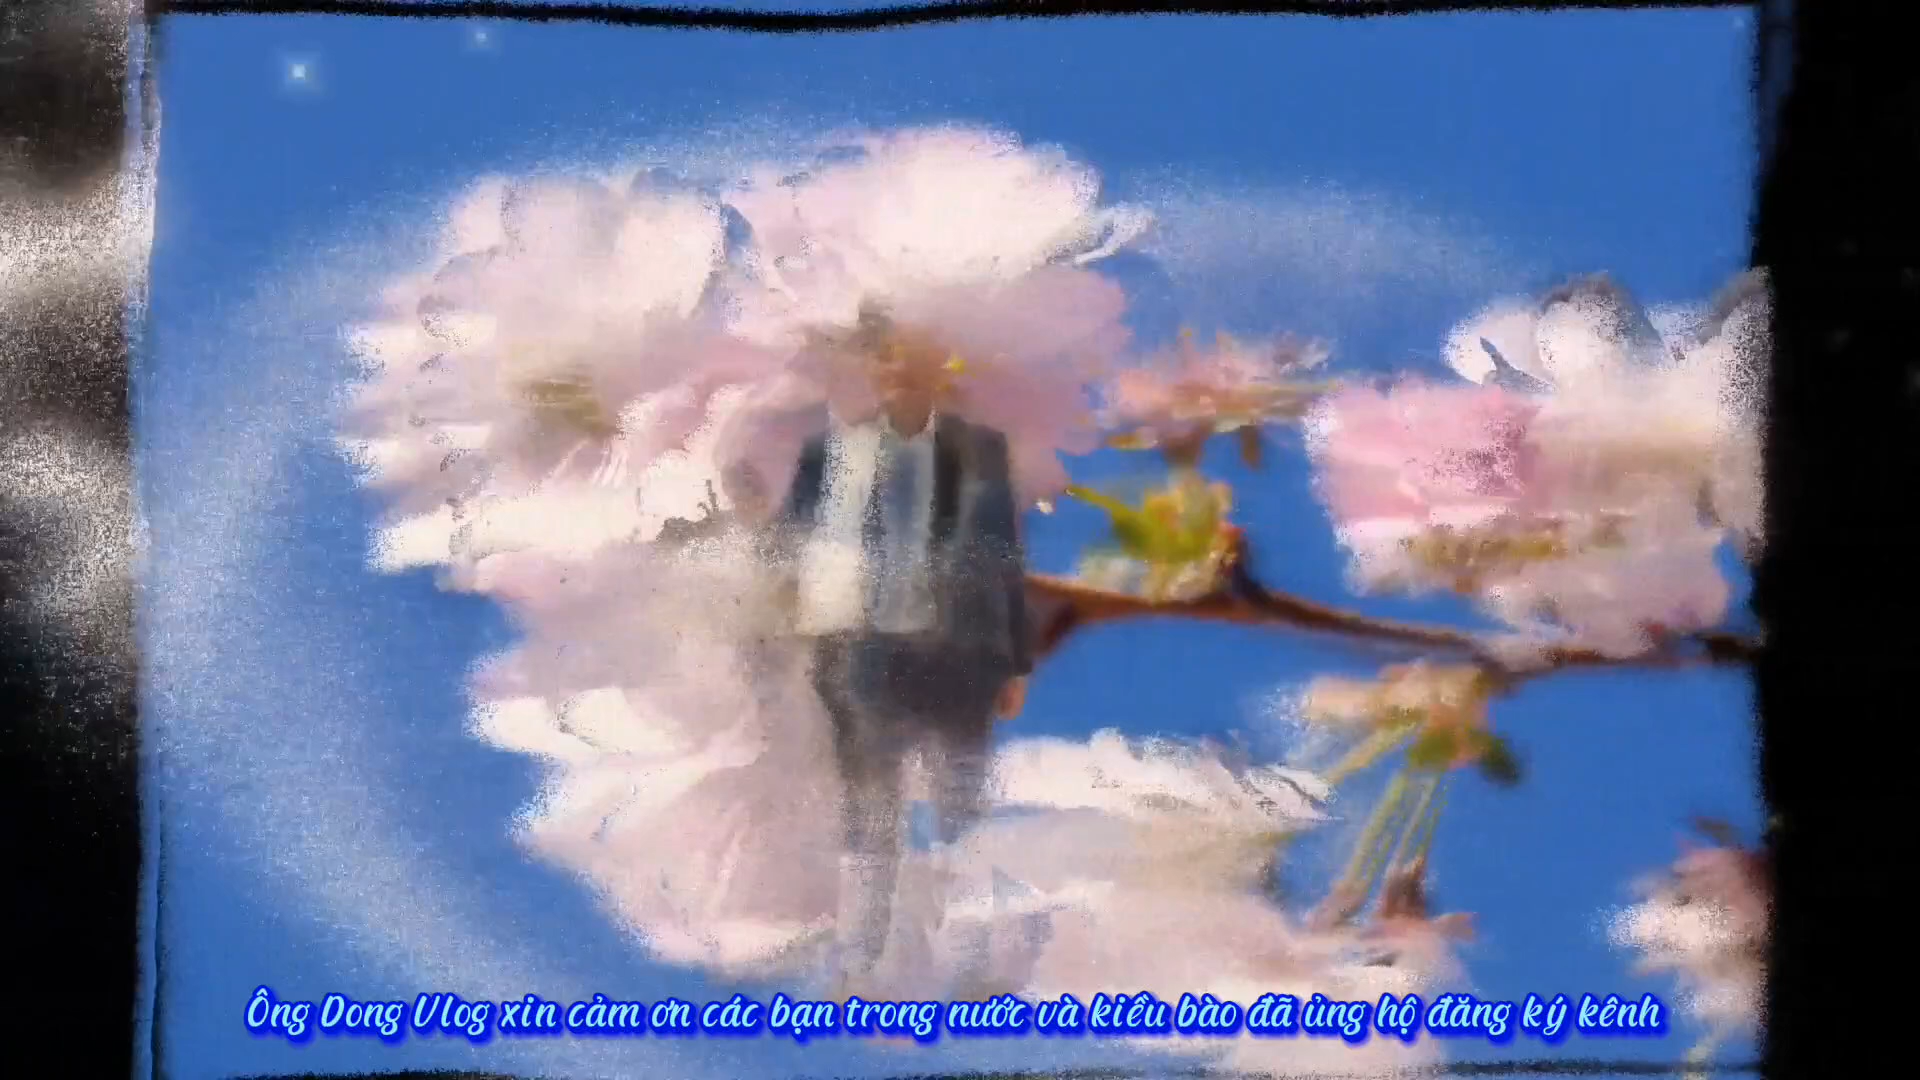 Ông Dong Vlog xin cảm ơn các bạn trong nước và kiều bào đã ủng hộ đăng ký kênh